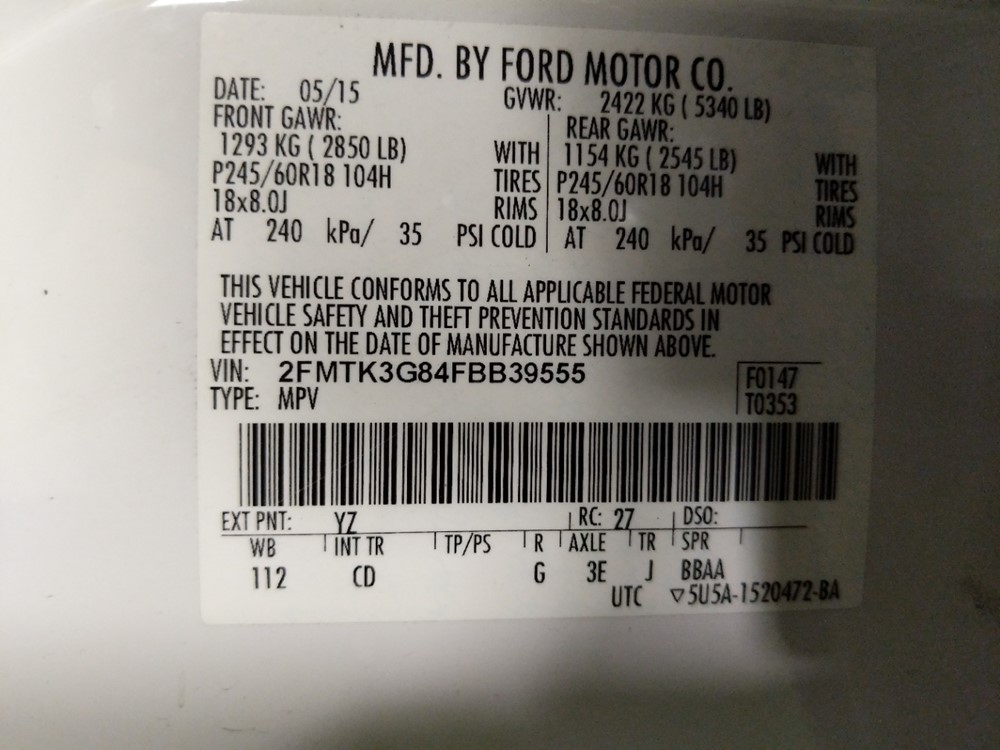 MFD. BY FORD MOTOR CO.
DATE: 05/15 GVWR: 2422 KG ( 5340 LB)
FRONT GAWR: REAR GAWR:
1293 KG ( 2850 LB) WITH 1154 KG ( 2545 LB) WITH
P245/60R18 104H TIRES P245/60R18 104H TIRES
18x8.0J RIMS 18x8.0J RIMS
AT 240 kPa/ 35 PSI COLD AT 240 kPa/ 35 PSI COLD
THIS VEHICLE CONFORMS TO ALL APPLICABLE FEDERAL MOTOR
VEHICLE SAFETY AND THEFT PREVENTION STANDARDS IN
EFFECT ON THE DATE OF MANUFACTURE SHOWN ABOVE.
VIN: 2FMTK3G84FBB39555 F0147
TYPE: MPV T0353
EXT PNT: YZ RC: 27 DSO:
WB INT TR TP/PS R AXLE TR SPR
112 CD G 3E J BBAA
UTC ▽5U5A-1520472-BA